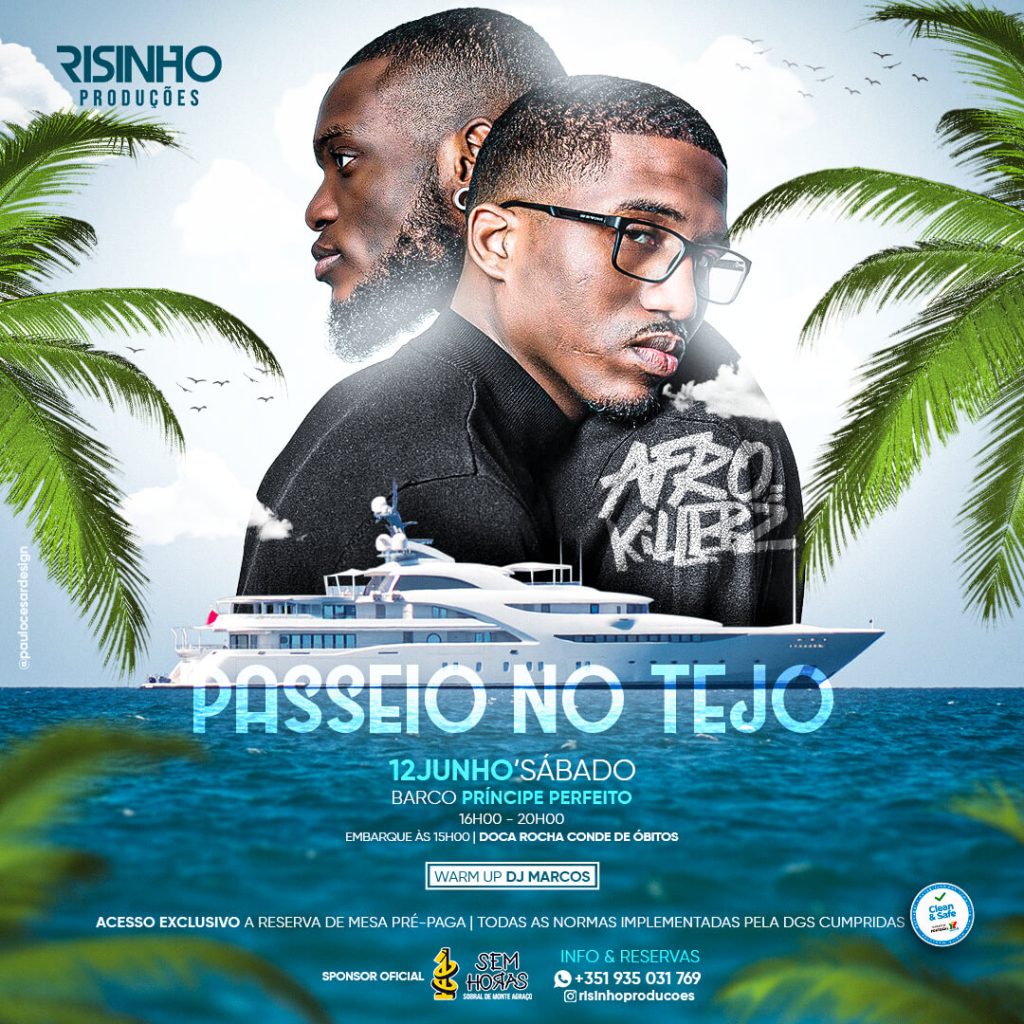 RISINHO
PRODUÇÕES
AFRO
KILLERZ
@paulocesardesign
PASSEIO NO TEJO
12JUNHO'SÁBADO
BARCO PRÍNCIPE PERFEITO
16H00 - 20H00
EMBARQUE ÀS 15H00 | DOCA ROCHA CONDE DE ÓBITOS
WARM UP DJ MARCOS
ACESSO EXCLUSIVO A RESERVA DE MESA PRÉ-PAGA | TODAS AS NORMAS IMPLEMENTADAS PELA DGS CUMPRIDAS
Clean
& Safe
SPONSOR OFICIAL
SEM
HORAS
SOBRAL DE MONTE AGRAÇO
INFO & RESERVAS
+351 935 031 769
risinhoproducoes